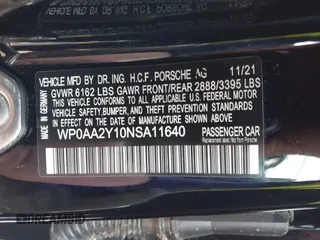 VEHICLE MFD. BY DR. ING. H.C.F. PORSCHE AG 11/21
GVWR 6162 LBS GAWR FRONT/REAR 2888/3395 LBS
THIS VEHICLE CONFORMS TO ALL APPLICABLE U.S. FEDERAL MOTOR
VEHICLE SAFETY, BUMPER, AND THEFT PREVENTION STANDARDS
IN EFFECT ON THE DATE OF MANUFACTURE SHOWN ABOVE.
WP0AA2Y10NSA11640 PASSENGER CAR
MADE IN GERMANY